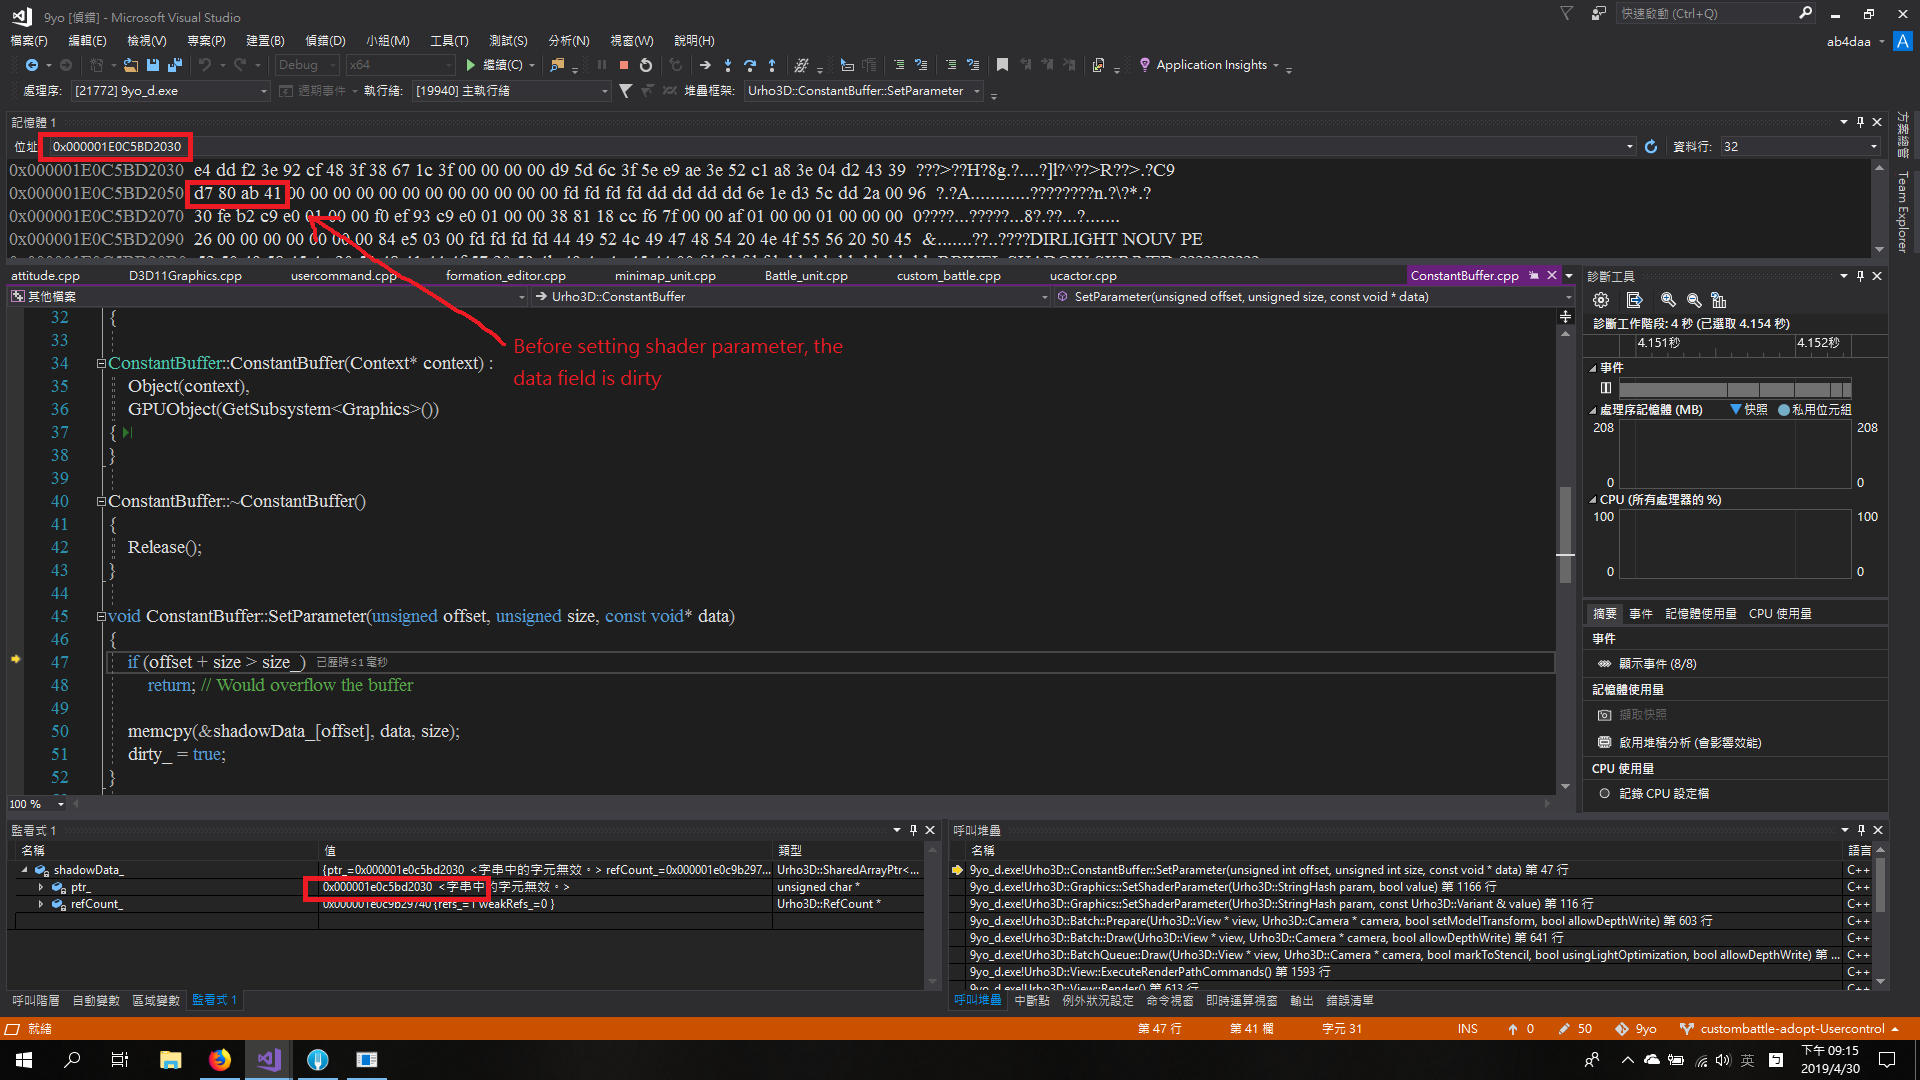 9yo [偵錯] - Microsoft Visual Studio
快速啟動 (Ctrl+Q)
檔案(F) 編輯(E) 檢視(V) 專案(P) 建置(B) 偵錯(D) 小組(M) 工具(T) 測試(S) 分析(N) 視窗(W) 說明(H)
ab4daa A
Debug x64 繼續(C) Application Insights
處理序: [21772] 9yo_d.exe 週期事件 執行緒: [19940] 主執行緒 堆疊框架: Urho3D::ConstantBuffer::SetParameter
記憶體 1
位址: 0x000001E0C5BD2030 資料行: 32
0x000001E0C5BD2030 e4 dd f2 3e 92 cf 48 3f 38 67 1c 3f 00 00 00 00 d9 5d 6c 3f 5e e9 ae 3e 52 c1 a8 3e 04 d2 43 39 ???>??H?8g.?....?]l?^??>R??>.?C9
0x000001E0C5BD2050 d7 80 ab 41 00 00 00 00 00 00 00 00 00 00 00 00 fd fd fd fd dd dd dd dd 6e 1e d3 5c dd 2a 00 96 ?.?A............????????n.?\?*.?
0x000001E0C5BD2070 30 fe b2 c9 e0 01 00 00 f0 ef 93 c9 e0 01 00 00 38 81 18 cc f6 7f 00 00 af 01 00 00 01 00 00 00 0????...?????...8?.??...?.......
0x000001E0C5BD2090 26 00 00 00 00 00 00 00 84 e5 03 00 fd fd fd fd 44 49 52 4c 49 47 48 54 20 4e 4f 55 56 20 50 45 &.......??..????DIRLIGHT NOUV PE
attitude.cpp D3D11Graphics.cpp usercommand.cpp formation_editor.cpp minimap_unit.cpp Battle_unit.cpp custom_battle.cpp ucactor.cpp ConstantBuffer.cpp
其他檔案 Urho3D::ConstantBuffer SetParameter(unsigned offset, unsigned size, const void * data)
32 {
33
34 ConstantBuffer::ConstantBuffer(Context* context) :
35 Object(context),
36 GPUObject(GetSubsystem<Graphics>())
37 {
38 }
39
40 ConstantBuffer::~ConstantBuffer()
41 {
42 Release();
43 }
44
45 void ConstantBuffer::SetParameter(unsigned offset, unsigned size, const void* data)
46 {
47 if (offset + size > size_) 已歷時 ≤ 1 毫秒
48 return; // Would overflow the buffer
49
50 memcpy(&shadowData_[offset], data, size);
51 dirty_ = true;
52 }
100 %
Before setting shader parameter, the
data field is dirty
方案總管
Team Explorer
診斷工具
診斷工作階段: 4 秒 (已選取 4.154 秒)
4.151秒 4.152秒
事件
處理序記憶體 (MB) 快照 私用位元組
208 208
0 0
CPU (所有處理器的 %)
100 100
0 0
摘要 事件 記憶體使用量 CPU 使用量
事件
顯示事件 (8/8)
記憶體使用量
擷取快照
啟用堆積分析 (會影響效能)
CPU 使用量
記錄 CPU 設定檔
監看式 1
名稱 值 類型
shadowData_ {ptr_=0x000001e0c5bd2030 <字串中的字元無效。> refCount_=0x000001e0c9b297... Urho3D::SharedArrayPtr<...
ptr_ 0x000001e0c5bd2030 <字串中的字元無效。> unsigned char *
refCount_ 0x000001e0c9b29740 {refs_=1 weakRefs_=0 } Urho3D::RefCount *
呼叫階層 自動變數 區域變數 監看式 1
呼叫堆疊
名稱 語言
9yo_d.exe!Urho3D::ConstantBuffer::SetParameter(unsigned int offset, unsigned int size, const void * data) 第 47 行 C++
9yo_d.exe!Urho3D::Graphics::SetShaderParameter(Urho3D::StringHash param, bool value) 第 1166 行 C++
9yo_d.exe!Urho3D::Graphics::SetShaderParameter(Urho3D::StringHash param, const Urho3D::Variant & value) 第 116 行 C++
9yo_d.exe!Urho3D::Batch::Prepare(Urho3D::View * view, Urho3D::Camera * camera, bool setModelTransform, bool allowDepthWrite) 第 603 行 C++
9yo_d.exe!Urho3D::Batch::Draw(Urho3D::View * view, Urho3D::Camera * camera, bool allowDepthWrite) 第 641 行 C++
9yo_d.exe!Urho3D::BatchQueue::Draw(Urho3D::View * view, Urho3D::Camera * camera, bool markToStencil, bool usingLightOptimization, bool allowDepthWrite) 第 ... C++
9yo_d.exe!Urho3D::View::ExecuteRenderPathCommands() 第 1593 行 C++
9yo_d.exe!Urho3D::View::Render() 第 613 行 C++
呼叫堆疊 中斷點 例外狀況設定 命令視窗 即時運算視窗 輸出 錯誤清單
就緒 第 47 行 第 41 欄 字元 31 INS 0 50 9yo custombattle-adopt-Usercontrol
英 下午 09:15
2019/4/30